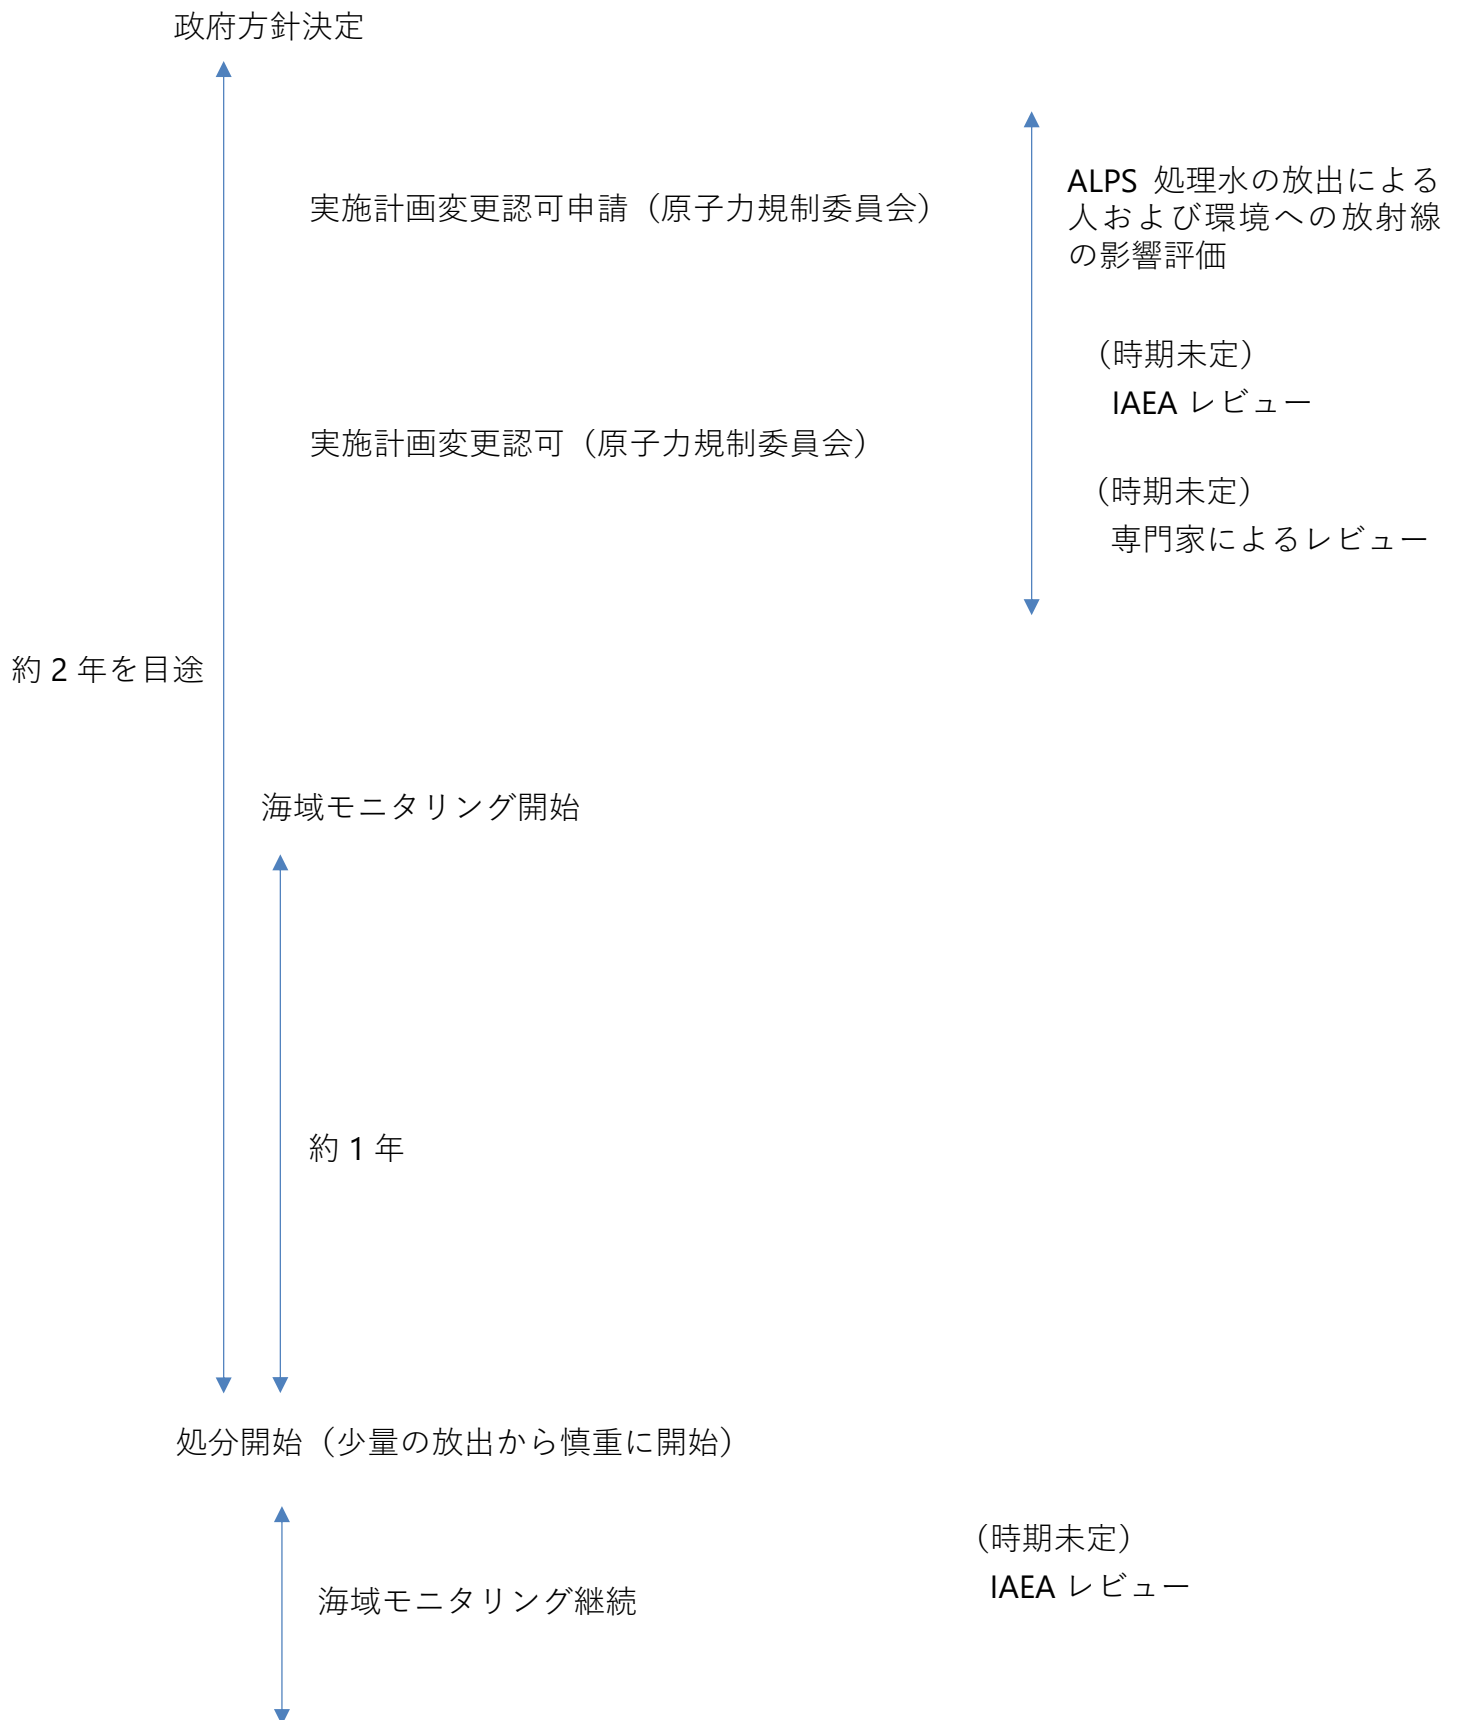 政府方針決定
実施計画変更認可申請（原子力規制委員会）
ALPS 処理水の放出による
人および環境への放射線
の影響評価
（時期未定）
IAEA レビュー
実施計画変更認可（原子力規制委員会）
（時期未定）
専門家によるレビュー
約 2 年を目途
海域モニタリング開始
約 1 年
処分開始（少量の放出から慎重に開始）
（時期未定）
IAEA レビュー
海域モニタリング継続